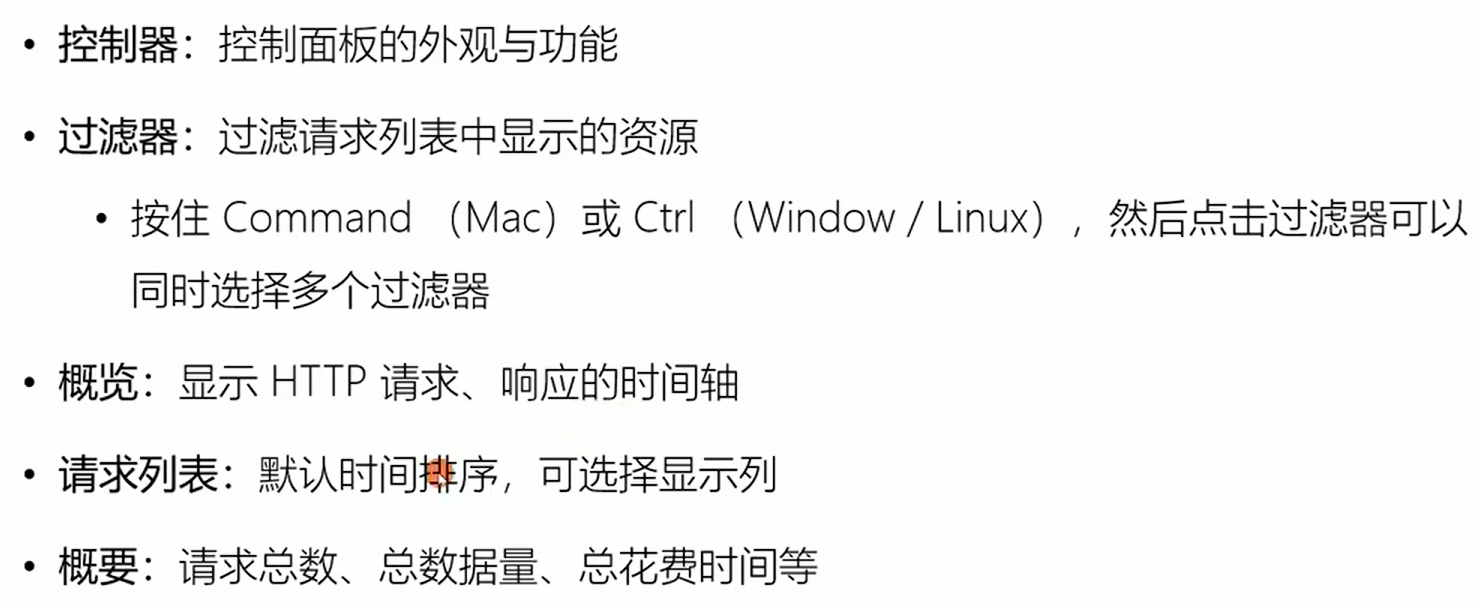 • 控制器：控制面板的外观与功能
• 过滤器：过滤请求列表中显示的资源
• 按住 Command （Mac）或 Ctrl （Window / Linux），然后点击过滤器可以
同时选择多个过滤器
• 概览：显示 HTTP 请求、响应的时间轴
• 请求列表：默认时间排序，可选择显示列
• 概要：请求总数、总数据量、总花费时间等